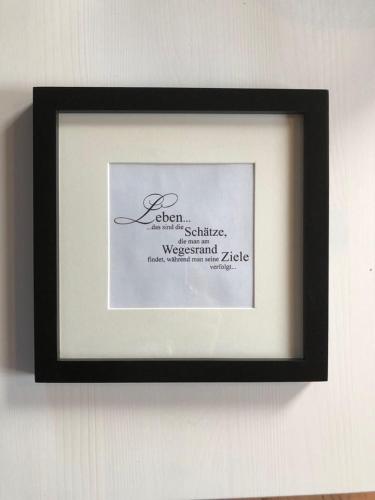 Leben...
...das sind die Schätze,
die man am
Wegesrand
findet, während man seine Ziele
verfolgt...